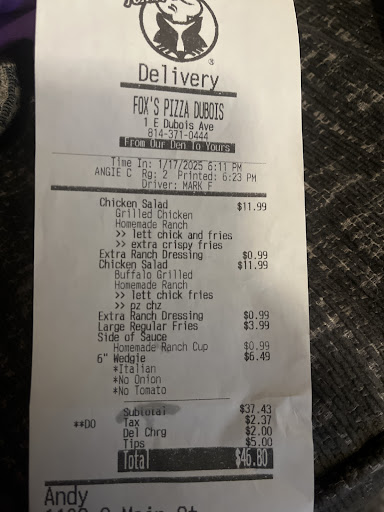 Delivery
FOX'S PIZZA DUBOIS
1 E Dubois Ave
814-371-0444
From Our Den To Yours
Time In: 1/17/2025 6:11 PM
ANGIE C Rg: 2 Printed: 6:23 PM
Driver: MARK F
Chicken Salad $11.99
Grilled Chicken
Homemade Ranch
>> lett chick and fries
>> extra crispy fries
Extra Ranch Dressing $0.99
Chicken Salad $11.99
Buffalo Grilled
Homemade Ranch
>> lett chick fries
>> pz chz
Extra Ranch Dressing $0.99
Large Regular Fries $3.99
Side of Sauce
Homemade Ranch Cup $0.99
6" Wedgie $6.49
*Italian
*No Onion
*No Tomato
Subtotal $37.43
**DO Tax $2.37
Del Chrg $2.00
Tips $5.00
Total $46.80
Andy